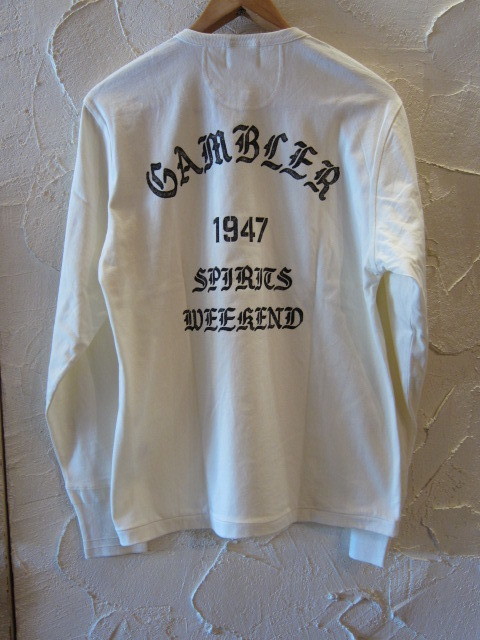 GAMBLER
1947
SPIRITS
WEEKEND